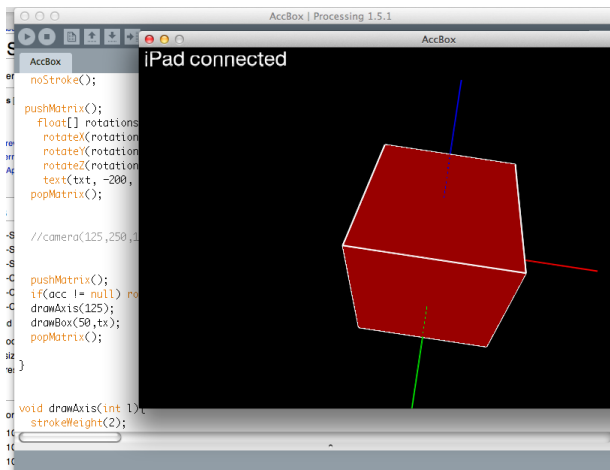 AccBox | Processing 1.5.1
AccBox
AccBox
iPad connected
noStroke();
pushMatrix();
float[] rotations
rotateX(rotation
rotateY(rotation
rotateZ(rotation
text(txt, -200,
popMatrix();
//camera(125,250,1
pushMatrix();
if(acc != null) ro
drawAxis(125);
drawBox(50,tx);
popMatrix();
}
void drawAxis(int l){
strokeWeight(2);